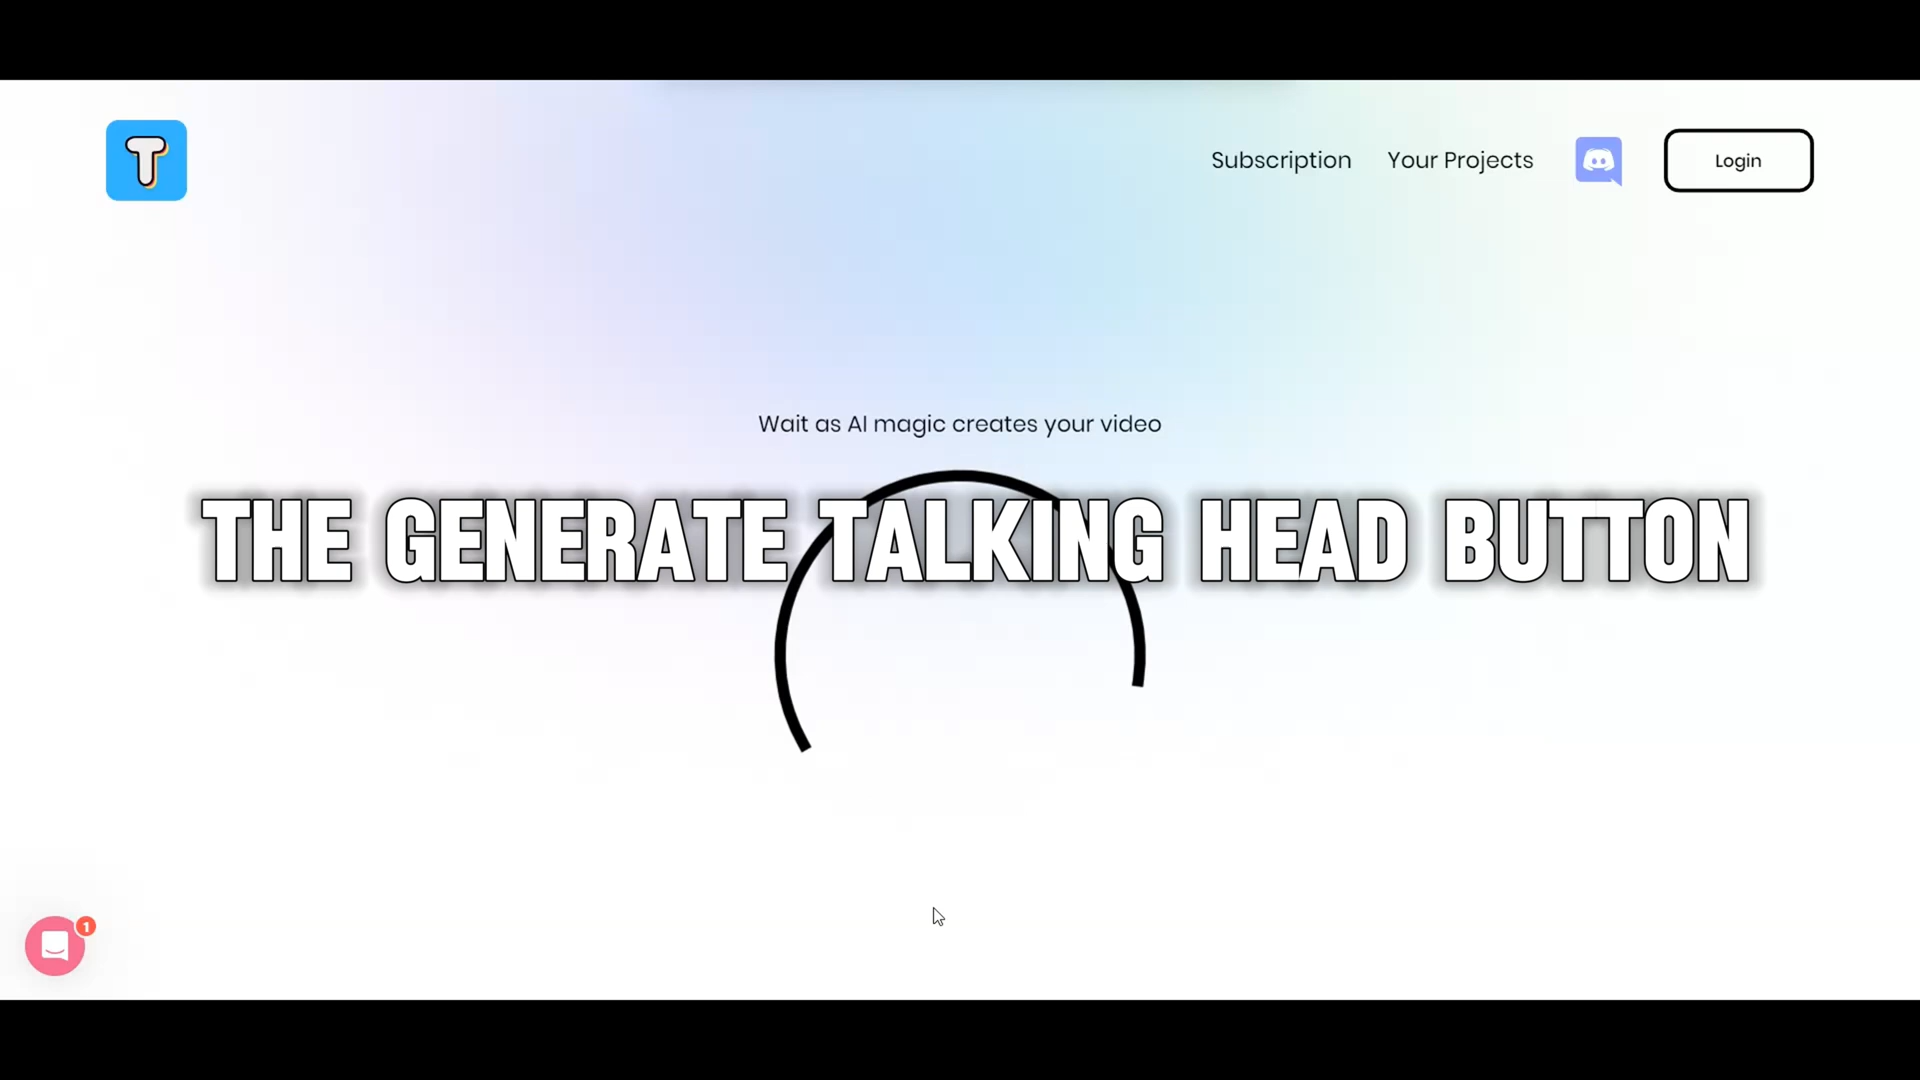 T
Subscription Your Projects Login
Wait as AI magic creates your video
THE GENERATE TALKING HEAD BUTTON
1